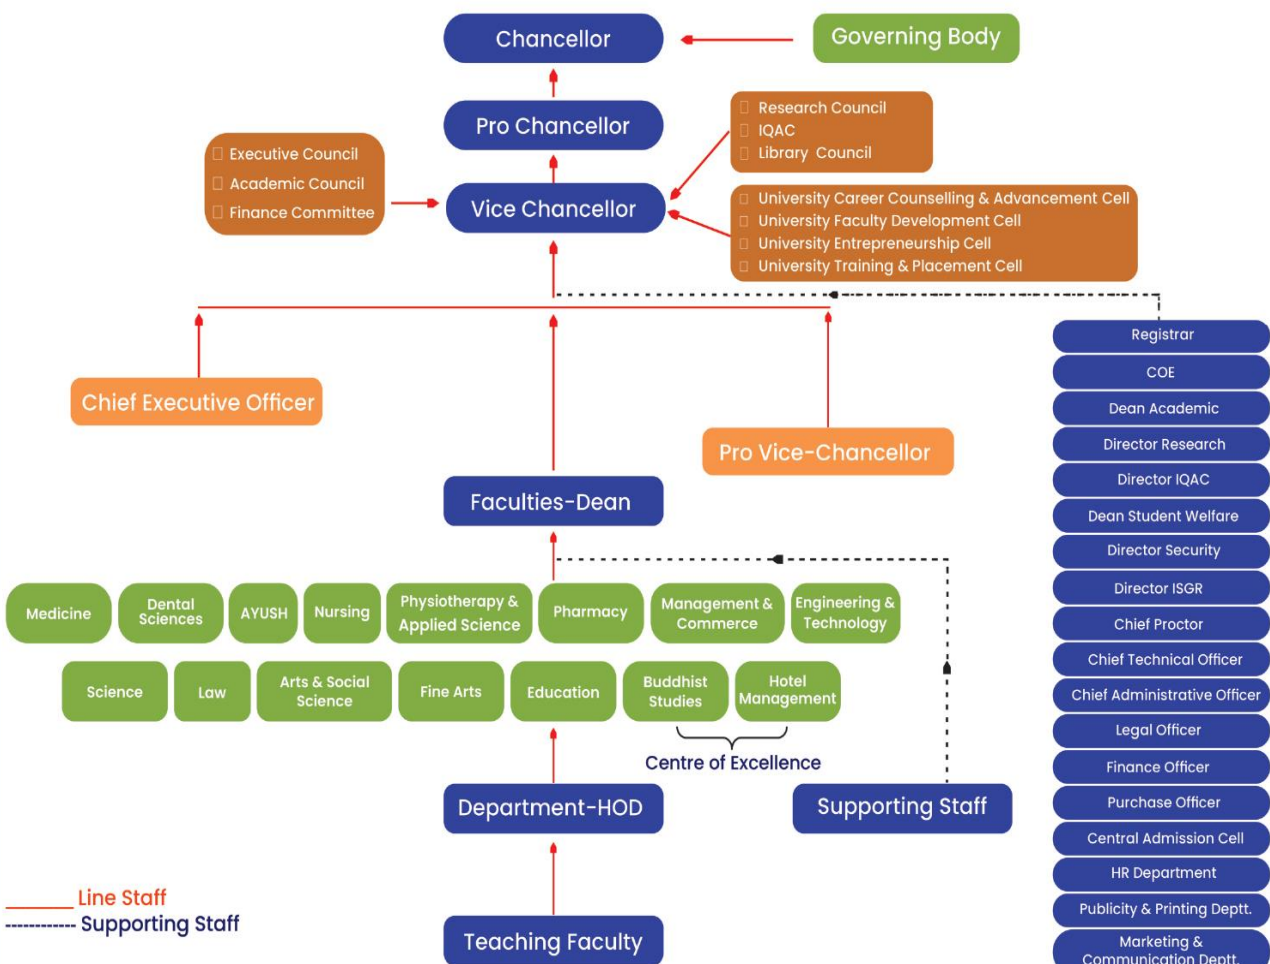 Chancellor
Governing Body
Pro Chancellor
Research Council
IQAC
Library Council
Executive Council
Academic Council
Finance Committee
Vice Chancellor
University Career Counselling & Advancement Cell
University Faculty Development Cell
University Entrepreneurship Cell
University Training & Placement Cell
Chief Executive Officer
Pro Vice-Chancellor
Faculties-Dean
Medicine
Dental
Sciences
AYUSH
Nursing
Physiotherapy &
Applied Science
Pharmacy
Management &
Commerce
Engineering &
Technology
Science
Law
Arts & Social
Science
Fine Arts
Education
Buddhist
Studies
Hotel
Management
Centre of Excellence
Department-HOD
Supporting Staff
Teaching Faculty
Line Staff
Supporting Staff
Registrar
COE
Dean Academic
Director Research
Director IQAC
Dean Student Welfare
Director Security
Director ISGR
Chief Proctor
Chief Technical Officer
Chief Administrative Officer
Legal Officer
Finance Officer
Purchase Officer
Central Admission Cell
HR Department
Publicity & Printing Deptt.
Marketing &
Communication Deptt.